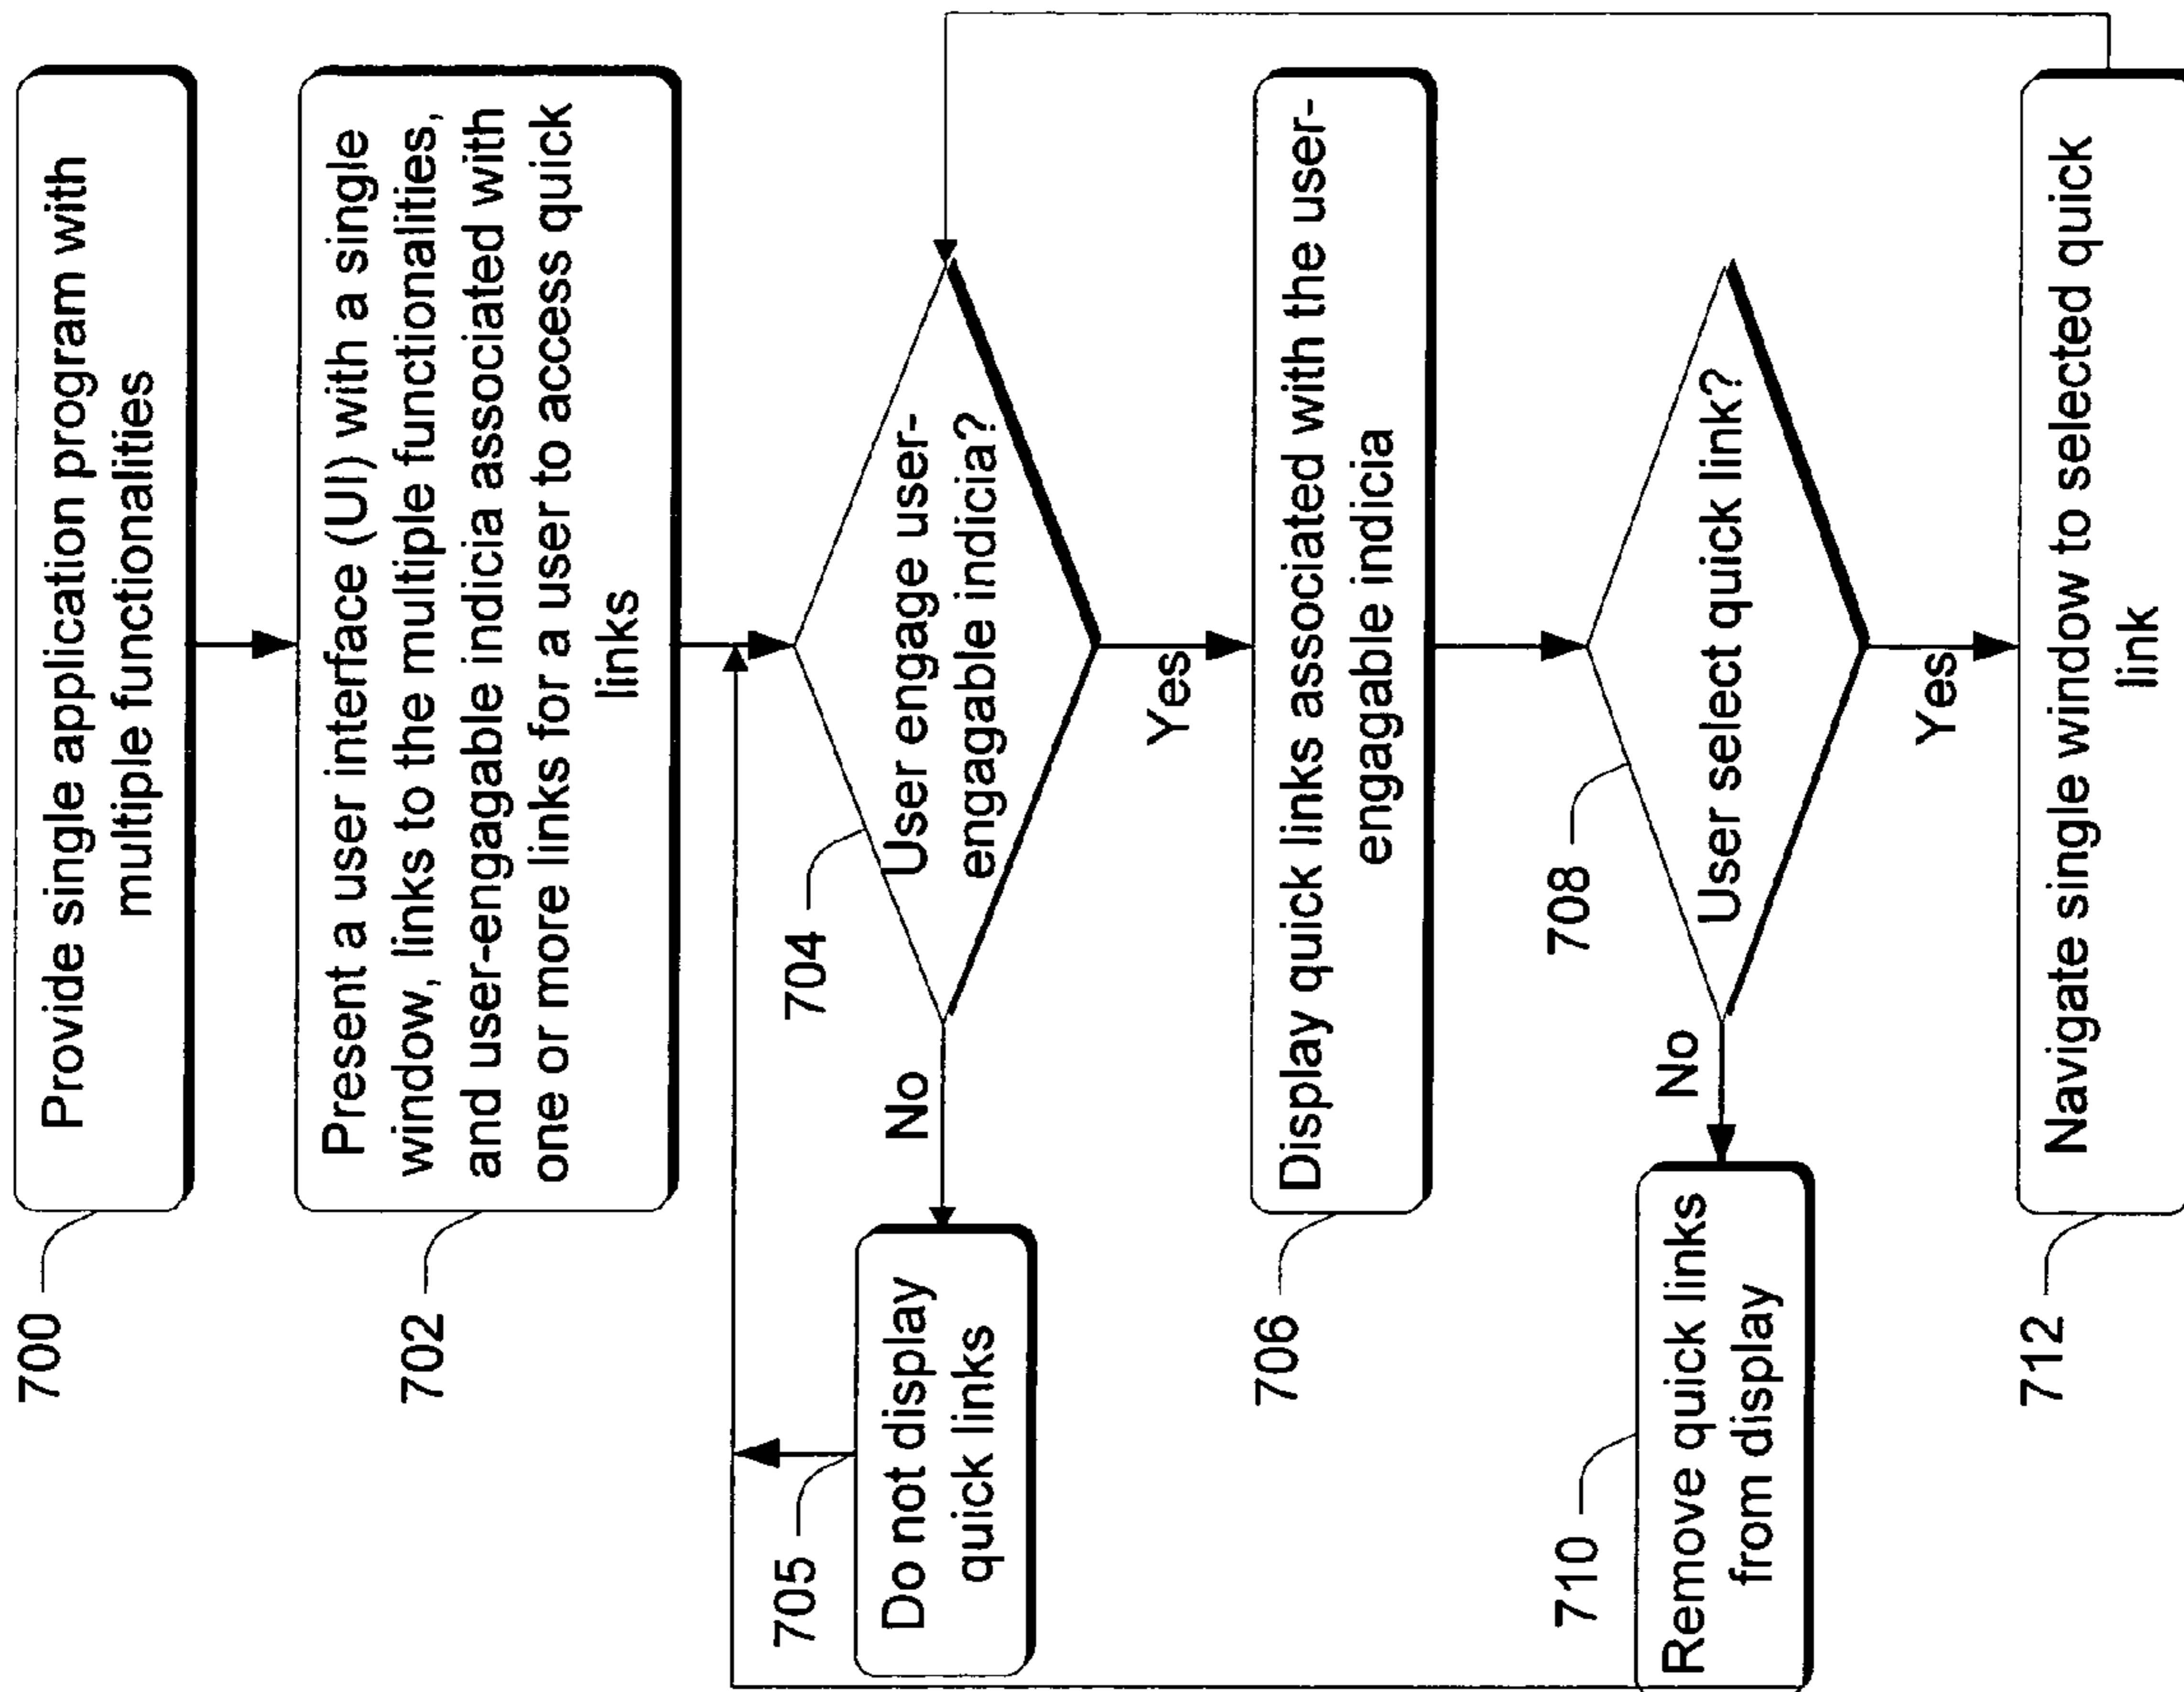 700
Provide single application program with
multiple functionalities
702
Present a user interface (UI) with a single
window, links to the multiple functionalities,
and user-engagable indicia associated with
one or more links for a user to access quick
links
704
User engage user-
engagable indicia?
No
Yes
705
Do not display
quick links
706
Display quick links associated with the user-
engagable indicia
708
User select quick link?
No
Yes
710
Remove quick links
from display
712
Navigate single window to selected quick
link